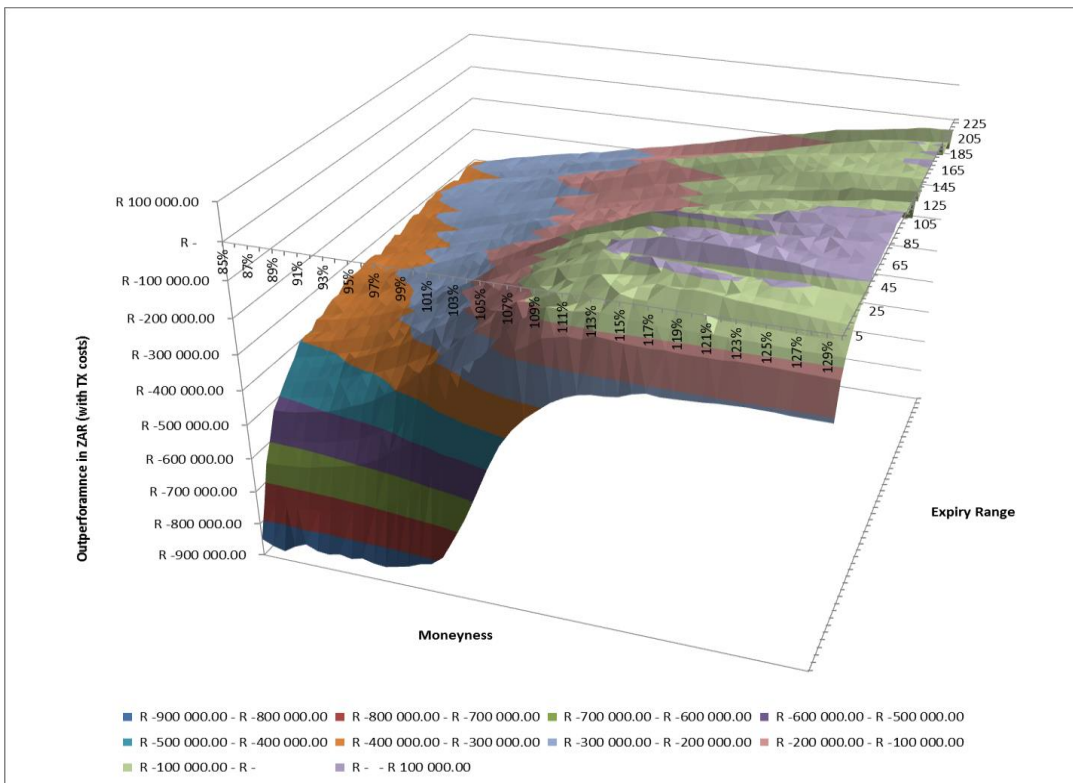 R 100 000.00
R -
R -100 000.00
R -200 000.00
R -300 000.00
R -400 000.00
R -500 000.00
R -600 000.00
R -700 000.00
R -800 000.00
R -900 000.00
Outperforamnce in ZAR (with TX costs)
85%
87%
89%
91%
93%
95%
97%
99%
101%
103%
105%
107%
109%
111%
113%
115%
117%
119%
121%
123%
125%
127%
129%
Moneyness
225
205
185
165
145
125
105
85
65
45
25
5
Expiry Range
R -900 000.00 - R -800 000.00 R -800 000.00 - R -700 000.00 R -700 000.00 - R -600 000.00 R -600 000.00 - R -500 000.00
R -500 000.00 - R -400 000.00 R -400 000.00 - R -300 000.00 R -300 000.00 - R -200 000.00 R -200 000.00 - R -100 000.00
R -100 000.00 - R - R - - R 100 000.00